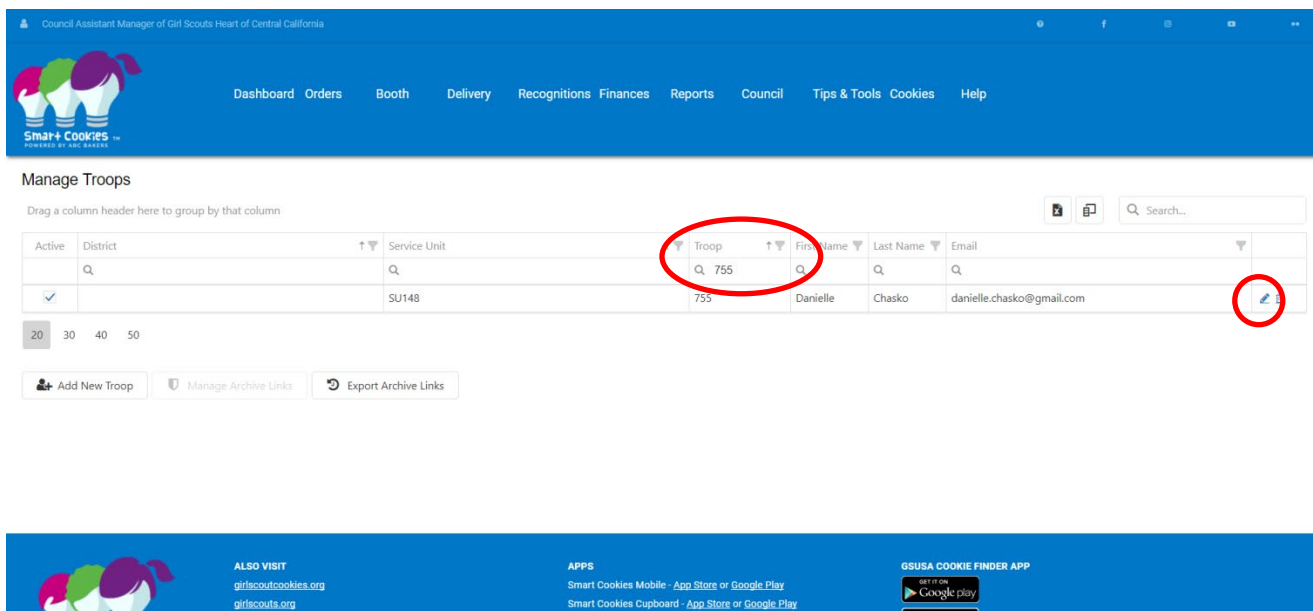 Council Assistant Manager of Girl Scouts Heart of Central California
Smart Cookies TM
POWERED BY ABC BAKERS
Dashboard Orders Booth Delivery Recognitions Finances Reports Council Tips & Tools Cookies Help
Manage Troops
Drag a column header here to group by that column
Search...
Active District Service Unit Troop First Name Last Name Email
755
SU148 755 Danielle Chasko danielle.chasko@gmail.com
20 30 40 50
Add New Troop Manage Archive Links Export Archive Links
ALSO VISIT APPS GSUSA COOKIE FINDER APP
girlscoutcookies.org Smart Cookies Mobile - App Store or Google Play GET IT ON Google play
girlscouts.org Smart Cookies Cupboard - App Store or Google Play